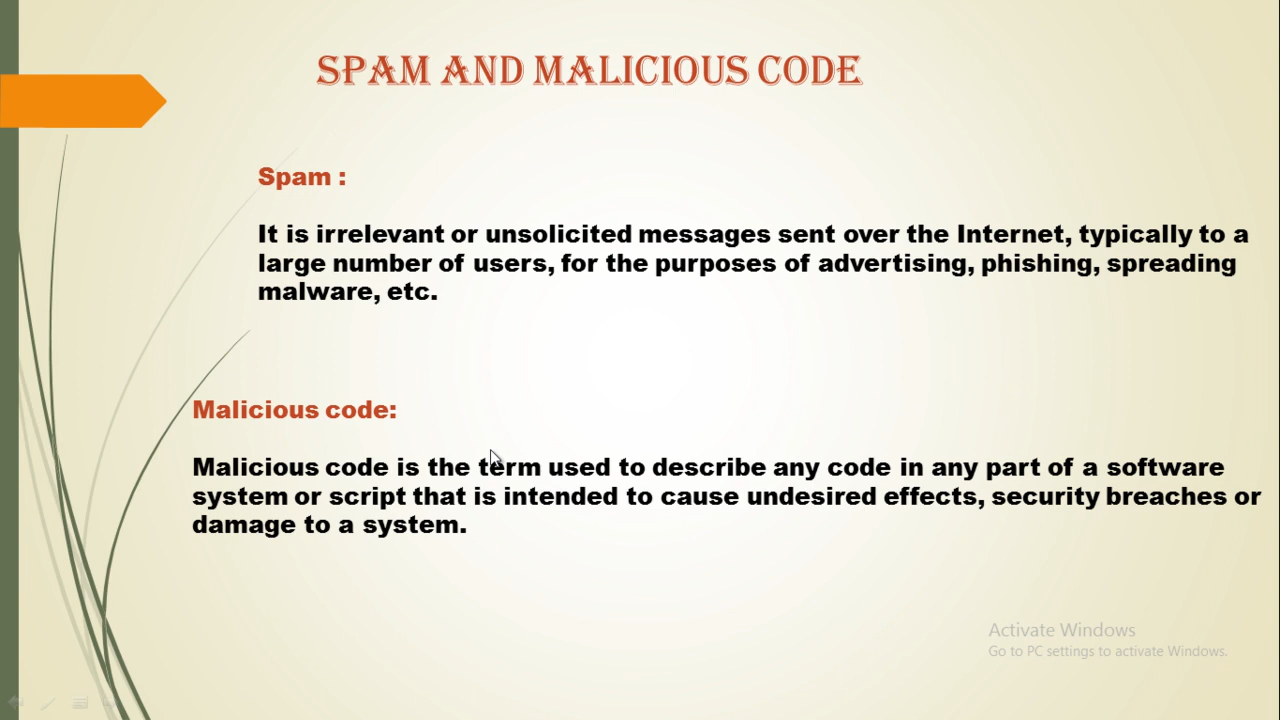 SPAM AND MALICIOUS CODE
Spam :
It is irrelevant or unsolicited messages sent over the Internet, typically to a
large number of users, for the purposes of advertising, phishing, spreading
malware, etc.
Malicious code:
Malicious code is the term used to describe any code in any part of a software
system or script that is intended to cause undesired effects, security breaches or
damage to a system.
Activate Windows
Go to PC settings to activate Windows.